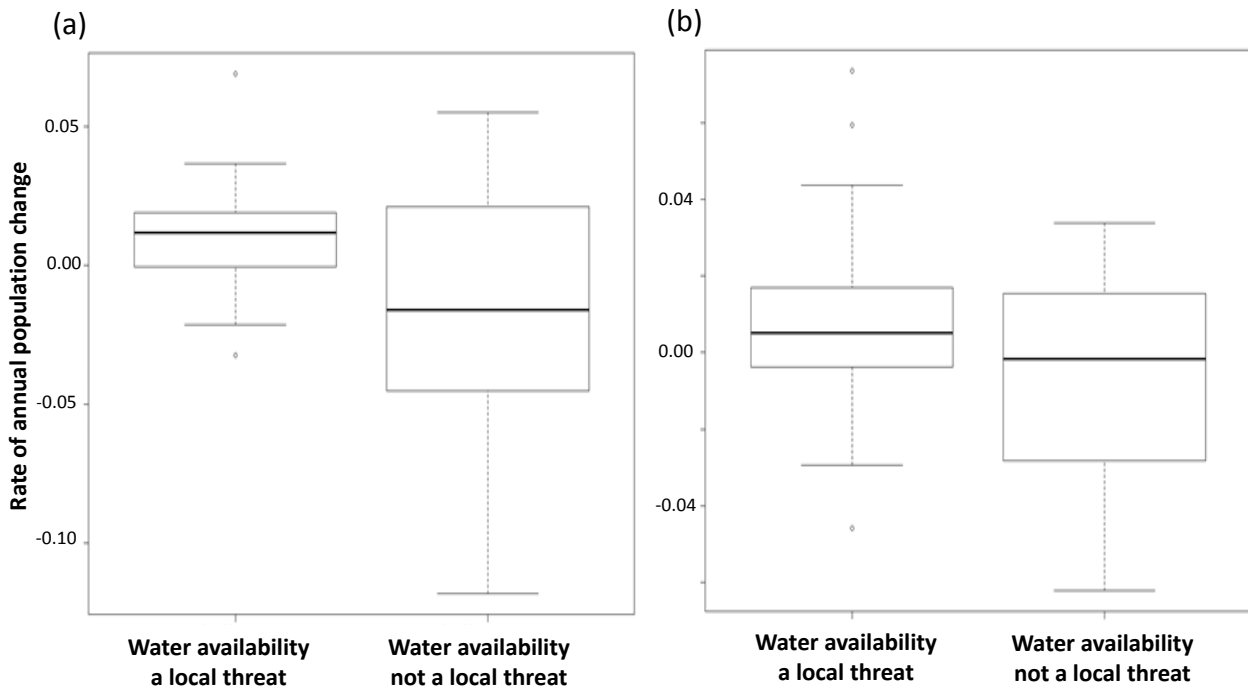 (a)
(b)
Rate of annual population change
0.05
0.00
-0.05
-0.10
Water availability
a local threat
Water availability
not a local threat
0.04
0.00
-0.04
Water availability
a local threat
Water availability
not a local threat